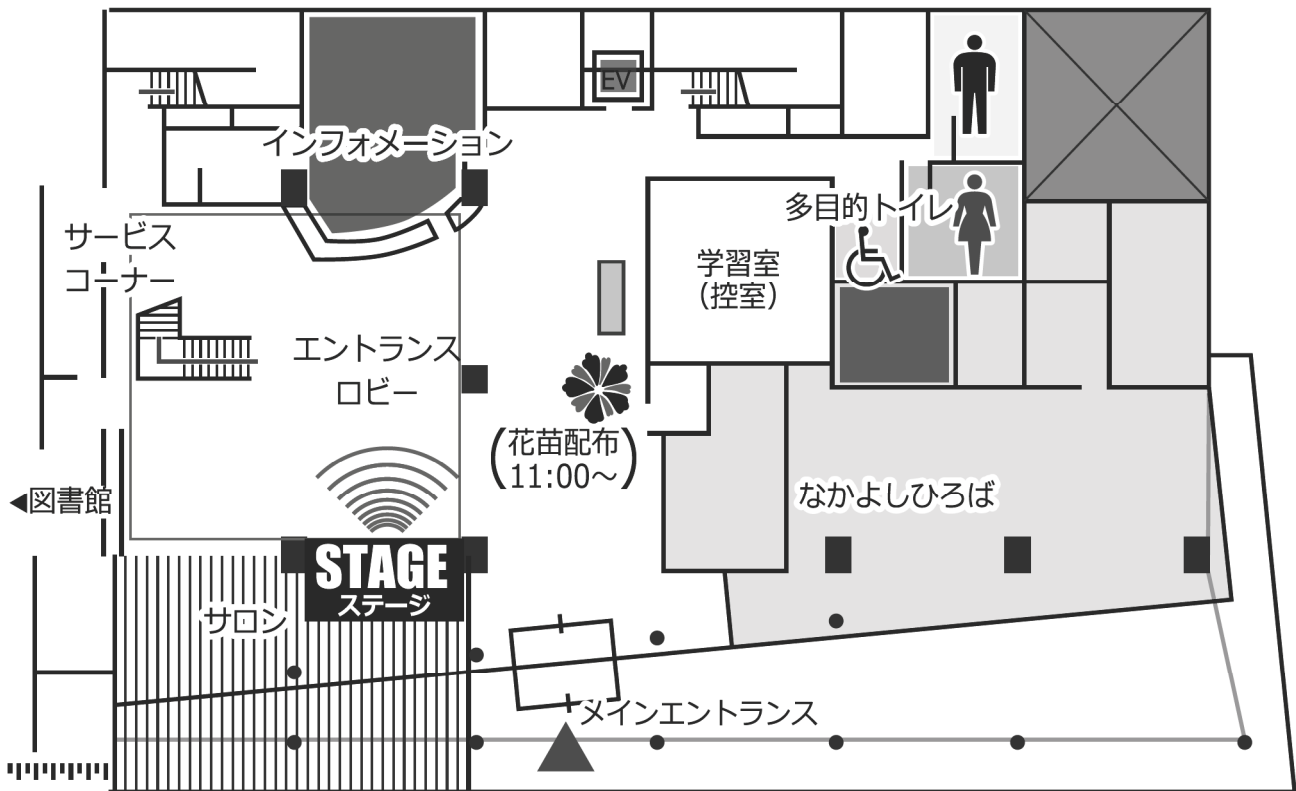 EV
インフォメーション
多目的トイレ
サービス
コーナー
学習室
(控室)
エントランス
ロビー
(花苗配布
11:00～)
◀図書館
なかよしひろば
STAGE
ステージ
サロン
メインエントランス